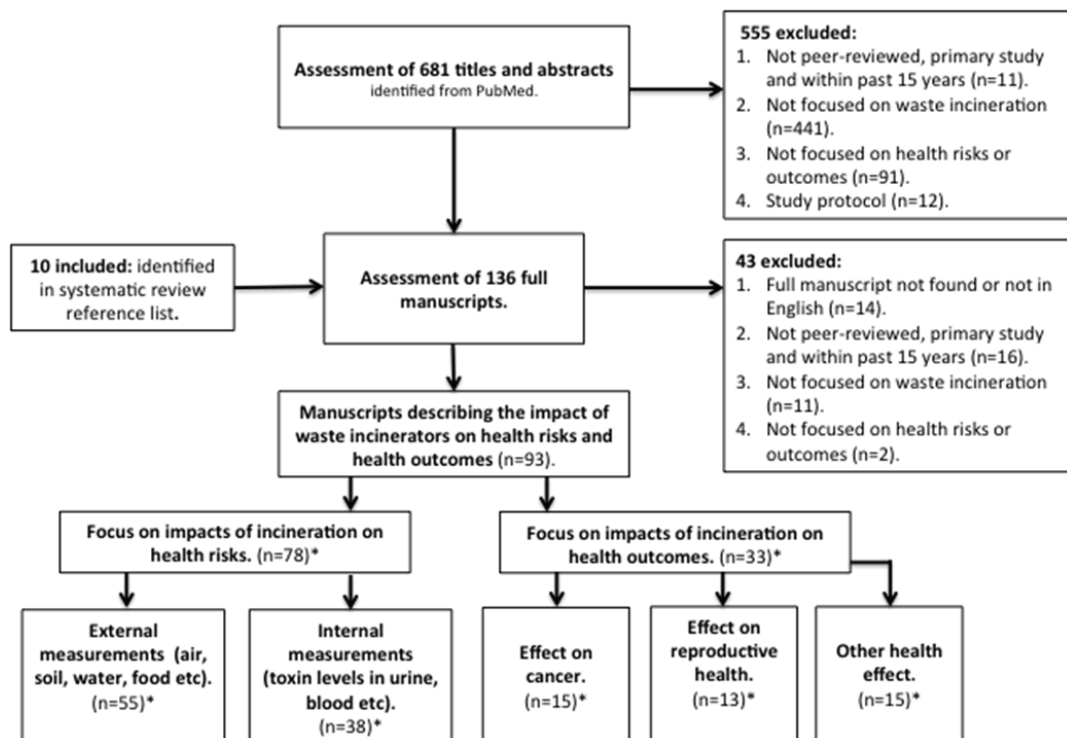 Assessment of 681 titles and abstracts
identified from PubMed.
555 excluded:
1. Not peer-reviewed, primary study
and within past 15 years (n=11).
2. Not focused on waste incineration
(n=441).
3. Not focused on health risks or
outcomes (n=91).
4. Study protocol (n=12).
10 included: identified
in systematic review
reference list.
Assessment of 136 full
manuscripts.
43 excluded:
1. Full manuscript not found or not in
English (n=14).
2. Not peer-reviewed, primary study
and within past 15 years (n=16).
3. Not focused on waste incineration
(n=11).
4. Not focused on health risks or
outcomes (n=2).
Manuscripts describing the impact of
waste incinerators on health risks and
health outcomes (n=93).
Focus on impacts of incineration on
health risks. (n=78)*
Focus on impacts of incineration on
health outcomes. (n=33)*
External
measurements (air,
soil, water, food etc).
(n=55)*
Internal
measurements
(toxin levels in urine,
blood etc).
(n=38)*
Effect on
cancer.
(n=15)*
Effect on
reproductive
health.
(n=13)*
Other health
effect.
(n=15)*